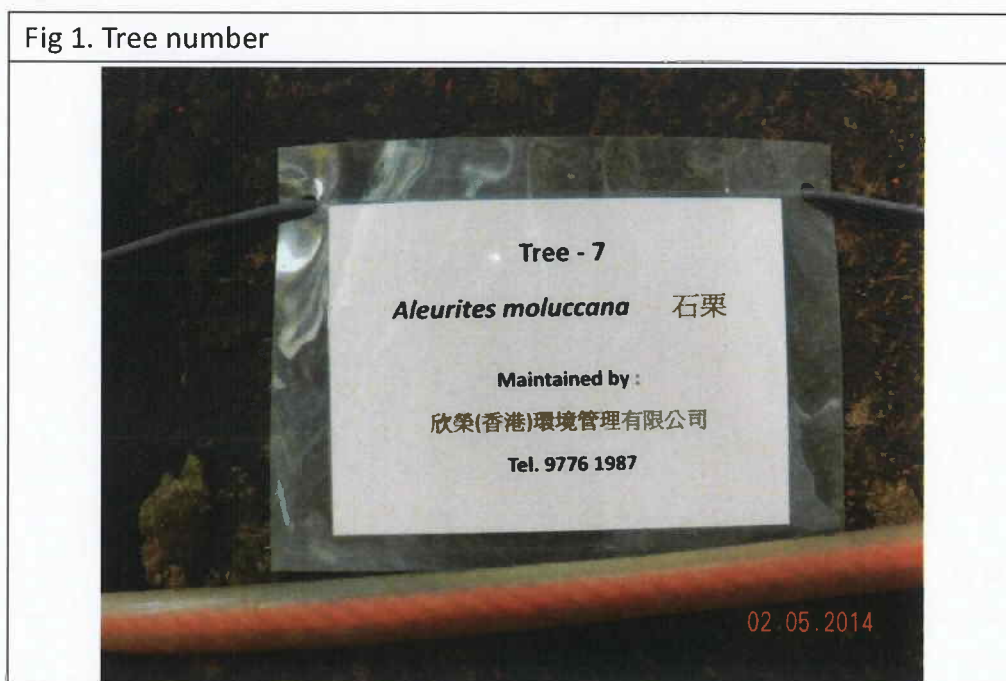 Fig 1. Tree number
Tree - 7
Aleurites moluccana 石栗
Maintained by :
欣榮(香港)環境管理有限公司
Tel. 9776 1987
02.05.2014